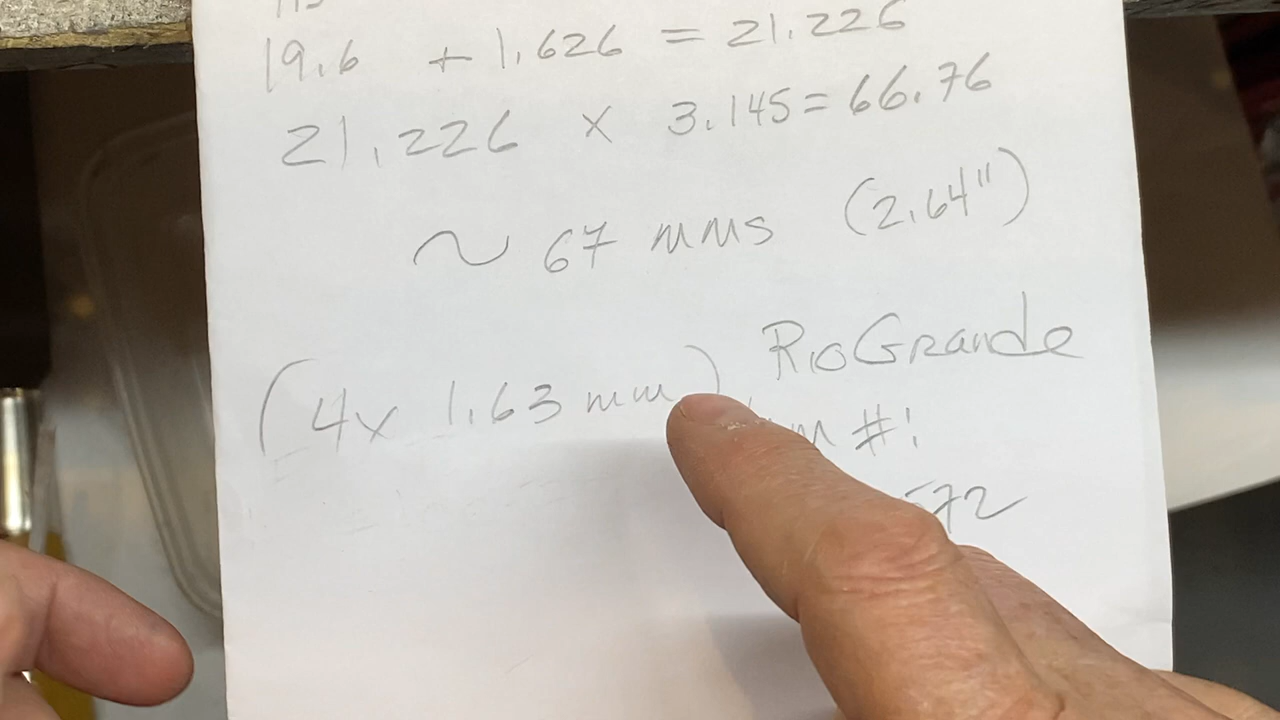 19.6 + 1.626 = 21.226
21.226 x 3.145 = 66.76
~ 67 mms (2.64")
(4x 1.63 mm) RioGrande
#:
72